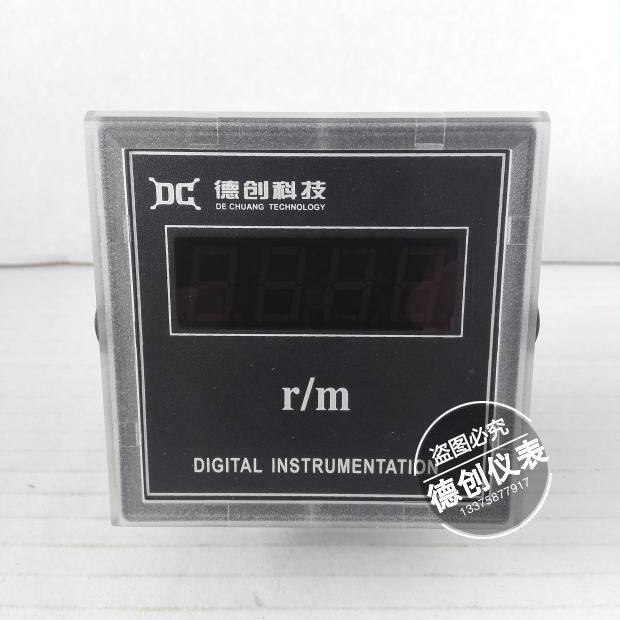 DC 德创科技
DE CHUANG TECHNOLOGY
r/m
DIGITAL INSTRUMENTATION
盗图必究
德创仪表
13375877917